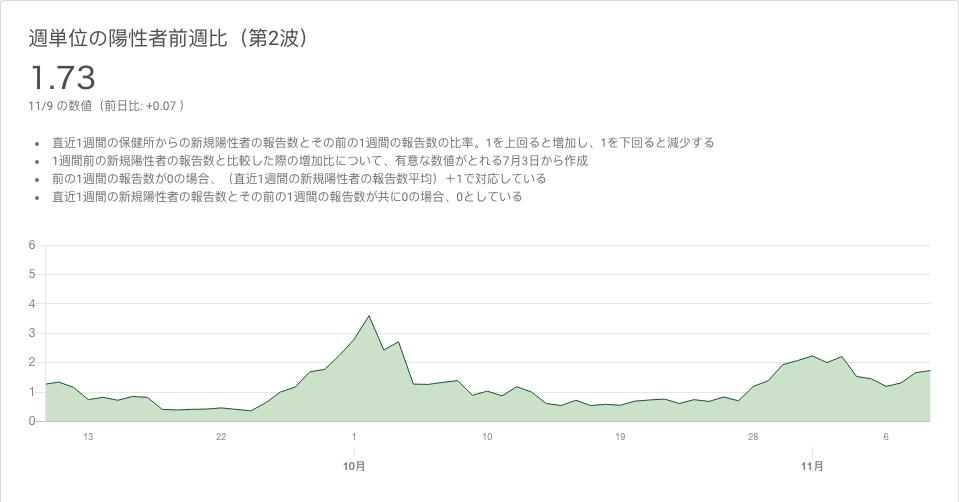 週単位の陽性者前週比（第2波）
1.73
11/9 の数値（前日比: +0.07 ）
• 直近1週間の保健所からの新規陽性者の報告数とその前の1週間の報告数の比率。1を上回ると増加し、1を下回ると減少する
• 1週間前の新規陽性者の報告数と比較した際の増加比について、有意な数値がとれる7月3日から作成
• 前の1週間の報告数が0の場合、（直近1週間の新規陽性者の報告数平均）＋1で対応している
• 直近1週間の新規陽性者の報告数とその前の1週間の報告数が共に0の場合、0としている
6
5
4
3
2
1
0
13 22 1 10 19 28 6
10月 11月